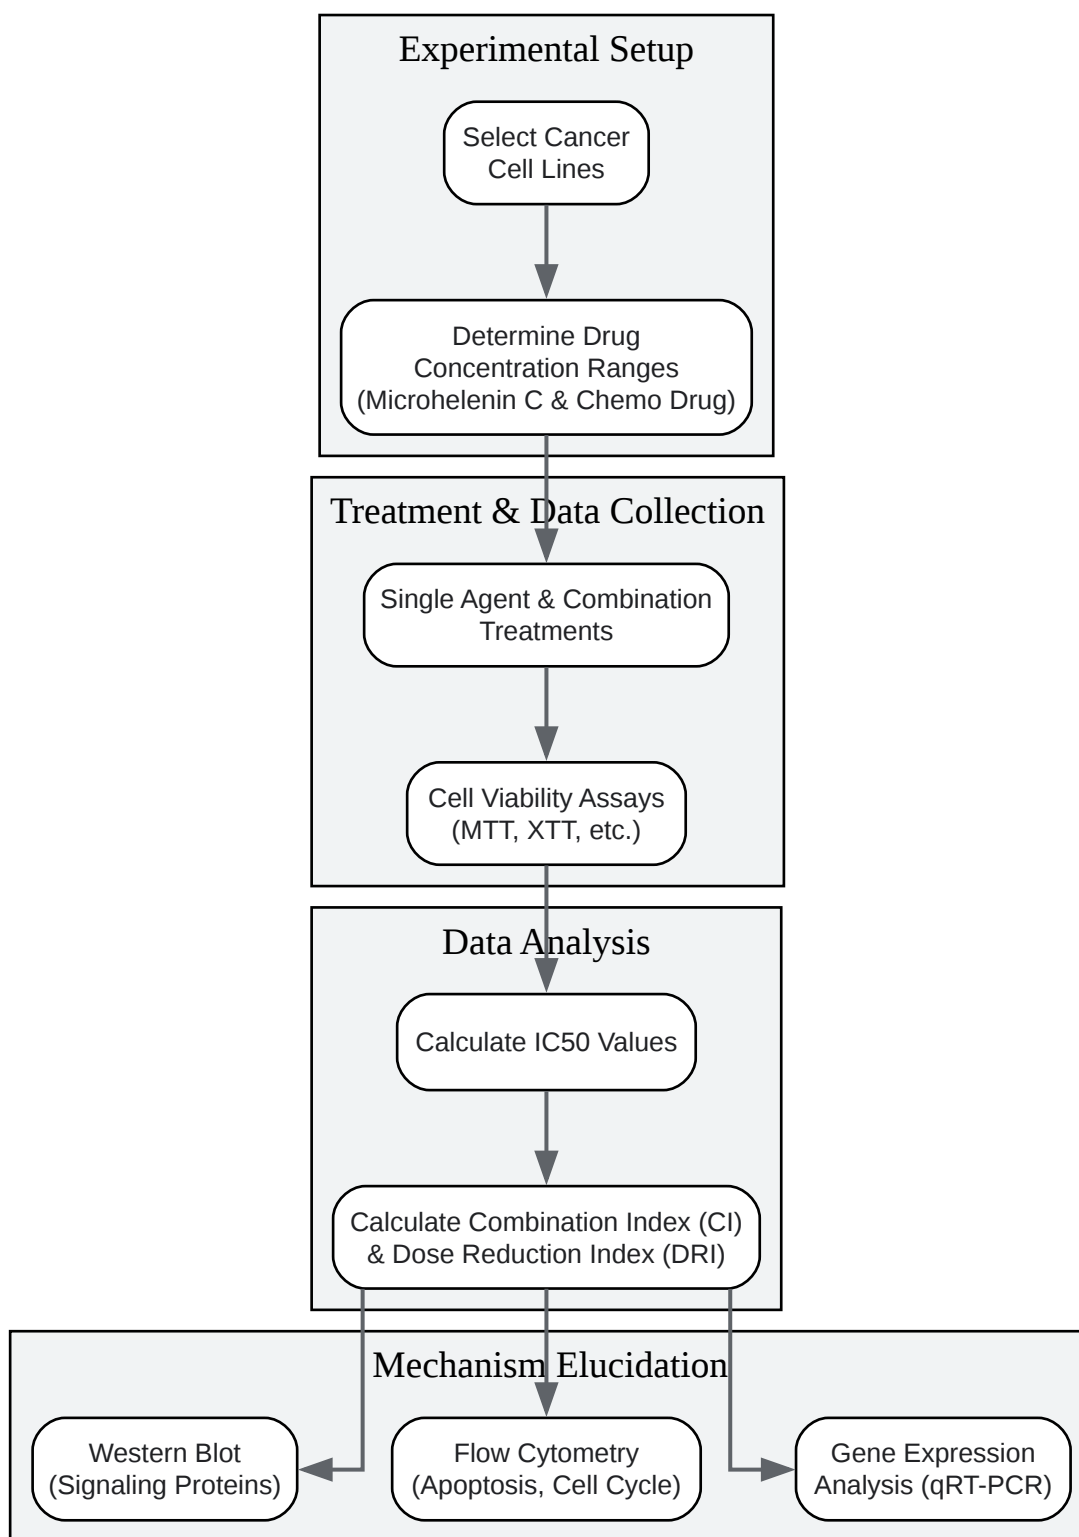 Experimental Setup
Select Cancer
Cell Lines
Determine Drug
Concentration Ranges
(Microhelenin C & Chemo Drug)
Treatment & Data Collection
Single Agent & Combination
Treatments
Cell Viability Assays
(MTT, XTT, etc.)
Data Analysis
Calculate IC50 Values
Calculate Combination Index (CI)
& Dose Reduction Index (DRI)
Mechanism Elucidation
Western Blot
(Signaling Proteins)
Flow Cytometry
(Apoptosis, Cell Cycle)
Gene Expression
Analysis (qRT-PCR)